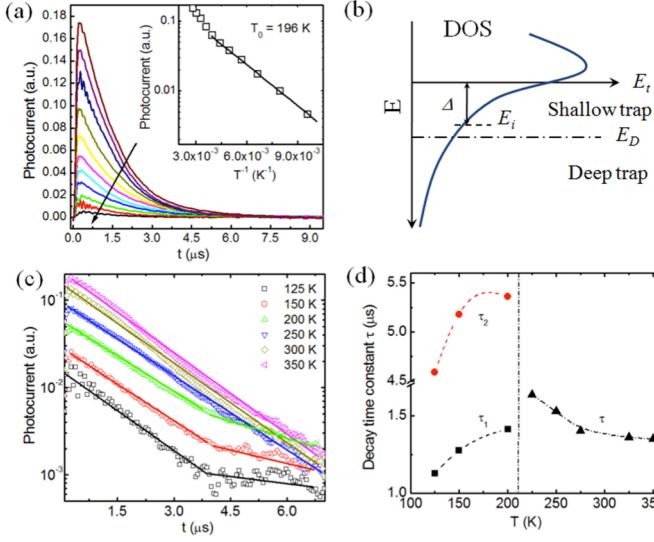 (a)
Photocurrent (a.u.)
0.18
0.16
0.14
0.12
0.10
0.08
0.06
0.04
0.02
0.00
0.0 1.5 3.0 4.5 6.0 7.5 9.0
t (μs)
Photocurrent (a.u.)
0.1
0.01
T₀ = 196 K
3.0x10⁻³ 6.0x10⁻³ 9.0x10⁻³
T⁻¹ (K⁻¹)
(b)
DOS
E
Δ
Eₜ
Shallow trap
Eᵢ
E_D
Deep trap
(c)
Photocurrent (a.u.)
10⁻¹
10⁻²
10⁻³
125 K
150 K
200 K
250 K
300 K
350 K
1.5 3.0 4.5 6.0
t (μs)
(d)
Decay time constant τ (μs)
5.5
5.0
4.5
1.5
1.0
τ₂
τ₁
τ
100 150 200 250 300 350
T (K)